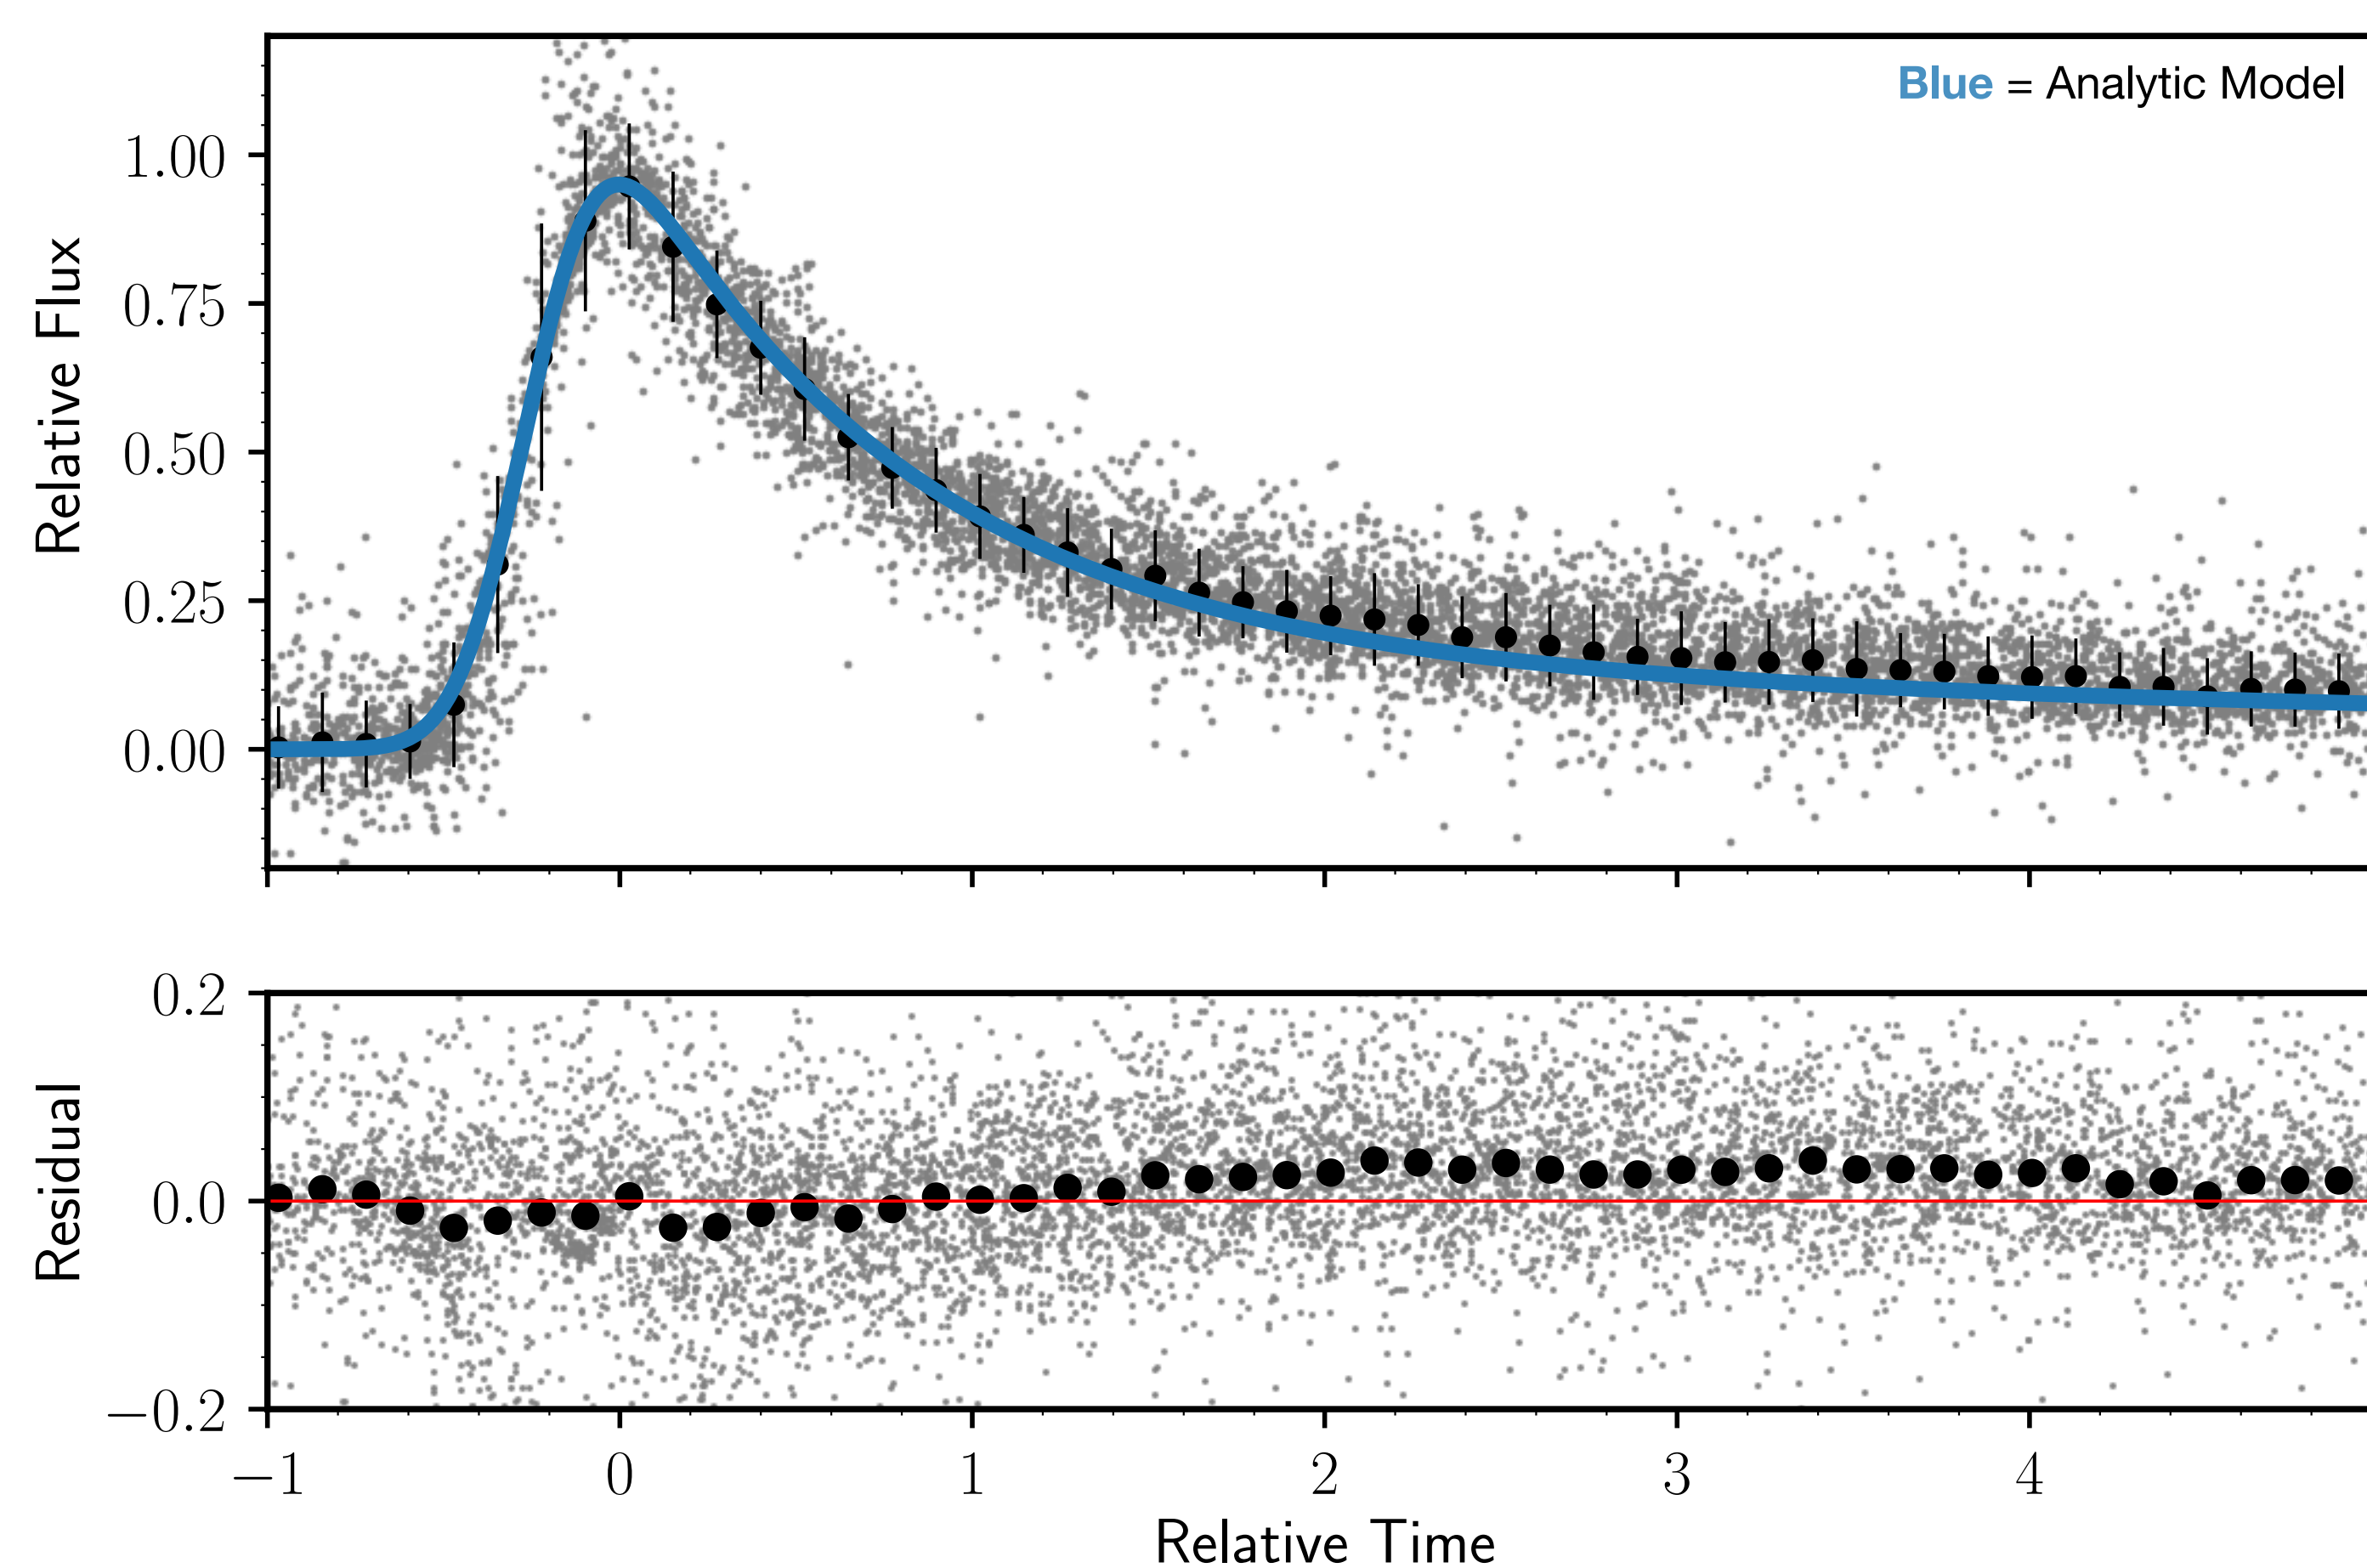 Blue = Analytic Model
1.00
0.75
0.50
0.25
0.00
Relative Flux
0.2
0.0
−0.2
Residual
−1 0 1 2 3 4
Relative Time